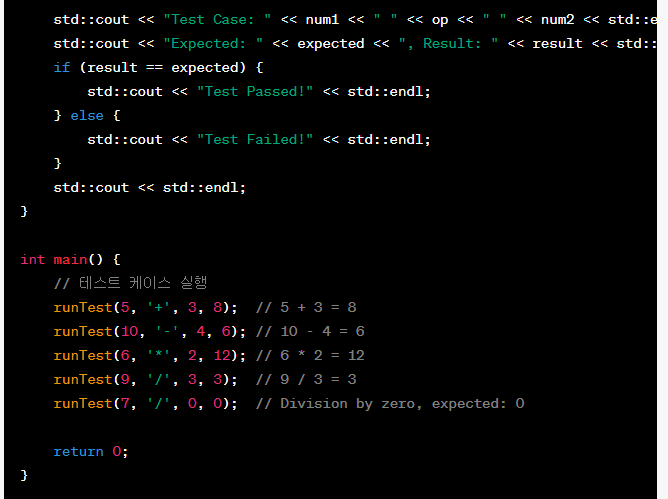 std::cout << "Test Case: " << num1 << " " << op << " " << num2 << std::e
std::cout << "Expected: " << expected << ", Result: " << result << std::
if (result == expected) {
std::cout << "Test Passed!" << std::endl;
} else {
std::cout << "Test Failed!" << std::endl;
}
std::cout << std::endl;
}
int main() {
// 테스트 케이스 실행
runTest(5, '+', 3, 8);  // 5 + 3 = 8
runTest(10, '-', 4, 6); // 10 - 4 = 6
runTest(6, '*', 2, 12); // 6 * 2 = 12
runTest(9, '/', 3, 3);  // 9 / 3 = 3
runTest(7, '/', 0, 0);  // Division by zero, expected: 0
return 0;
}